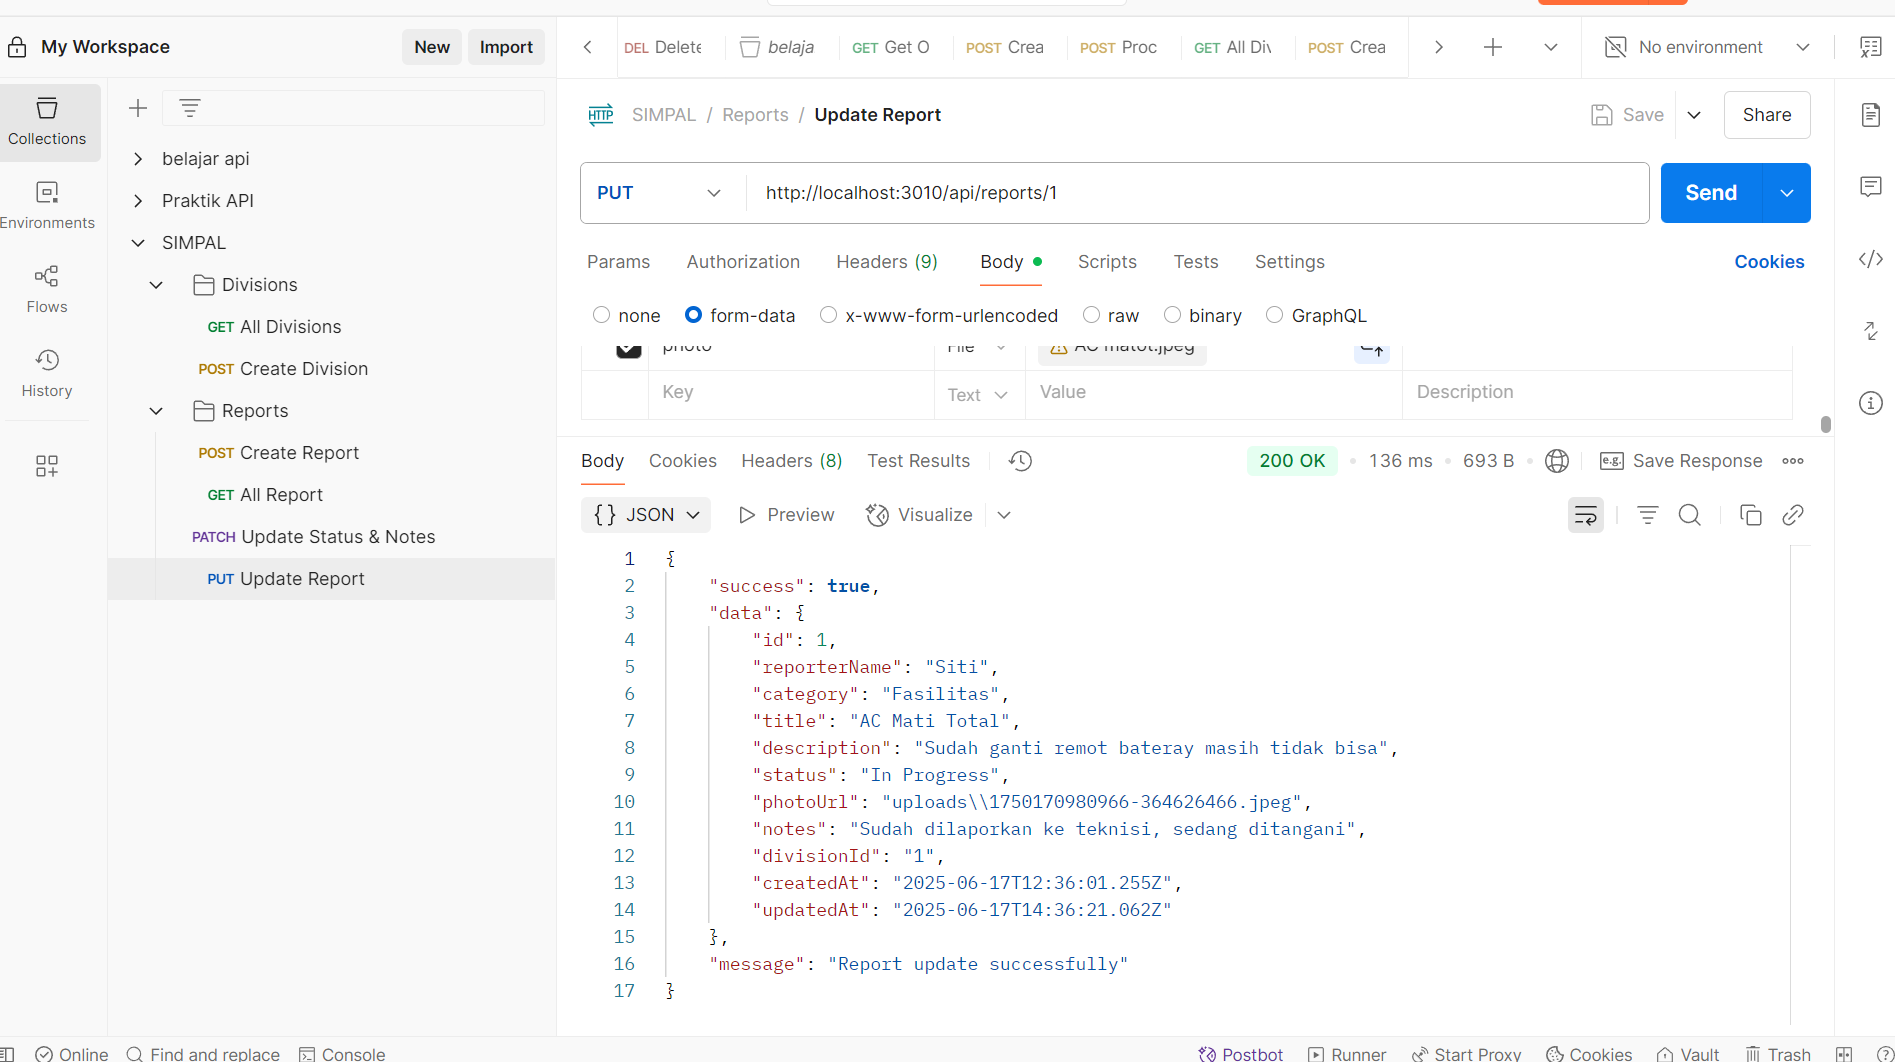 My Workspace
New
Import
DEL Delete
belaja
GET Get O
POST Crea
POST Proc
GET All Div
POST Crea
No environment
Collections
Environments
Flows
History
belajar api
Praktik API
SIMPAL
Divisions
GET All Divisions
POST Create Division
Reports
POST Create Report
GET All Report
PATCH Update Status & Notes
PUT Update Report
HTTP SIMPAL / Reports / Update Report
Save
Share
PUT
http://localhost:3010/api/reports/1
Send
Params
Authorization
Headers (9)
Body
Scripts
Tests
Settings
Cookies
none
form-data
x-www-form-urlencoded
raw
binary
GraphQL
photo
File
AC matot.jpeg
Key
Text
Value
Description
Body
Cookies
Headers (8)
Test Results
200 OK
136 ms
693 B
e.g. Save Response
{} JSON
Preview
Visualize
1 {
2 "success": true,
3 "data": {
4 "id": 1,
5 "reporterName": "Siti",
6 "category": "Fasilitas",
7 "title": "AC Mati Total",
8 "description": "Sudah ganti remot bateray masih tidak bisa",
9 "status": "In Progress",
10 "photoUrl": "uploads\\1750170980966-364626466.jpeg",
11 "notes": "Sudah dilaporkan ke teknisi, sedang ditangani",
12 "divisionId": "1",
13 "createdAt": "2025-06-17T12:36:01.255Z",
14 "updatedAt": "2025-06-17T14:36:21.062Z"
15 },
16 "message": "Report update successfully"
17 }
Online
Find and replace
Console
Postbot
Runner
Start Proxy
Cookies
Vault
Trash